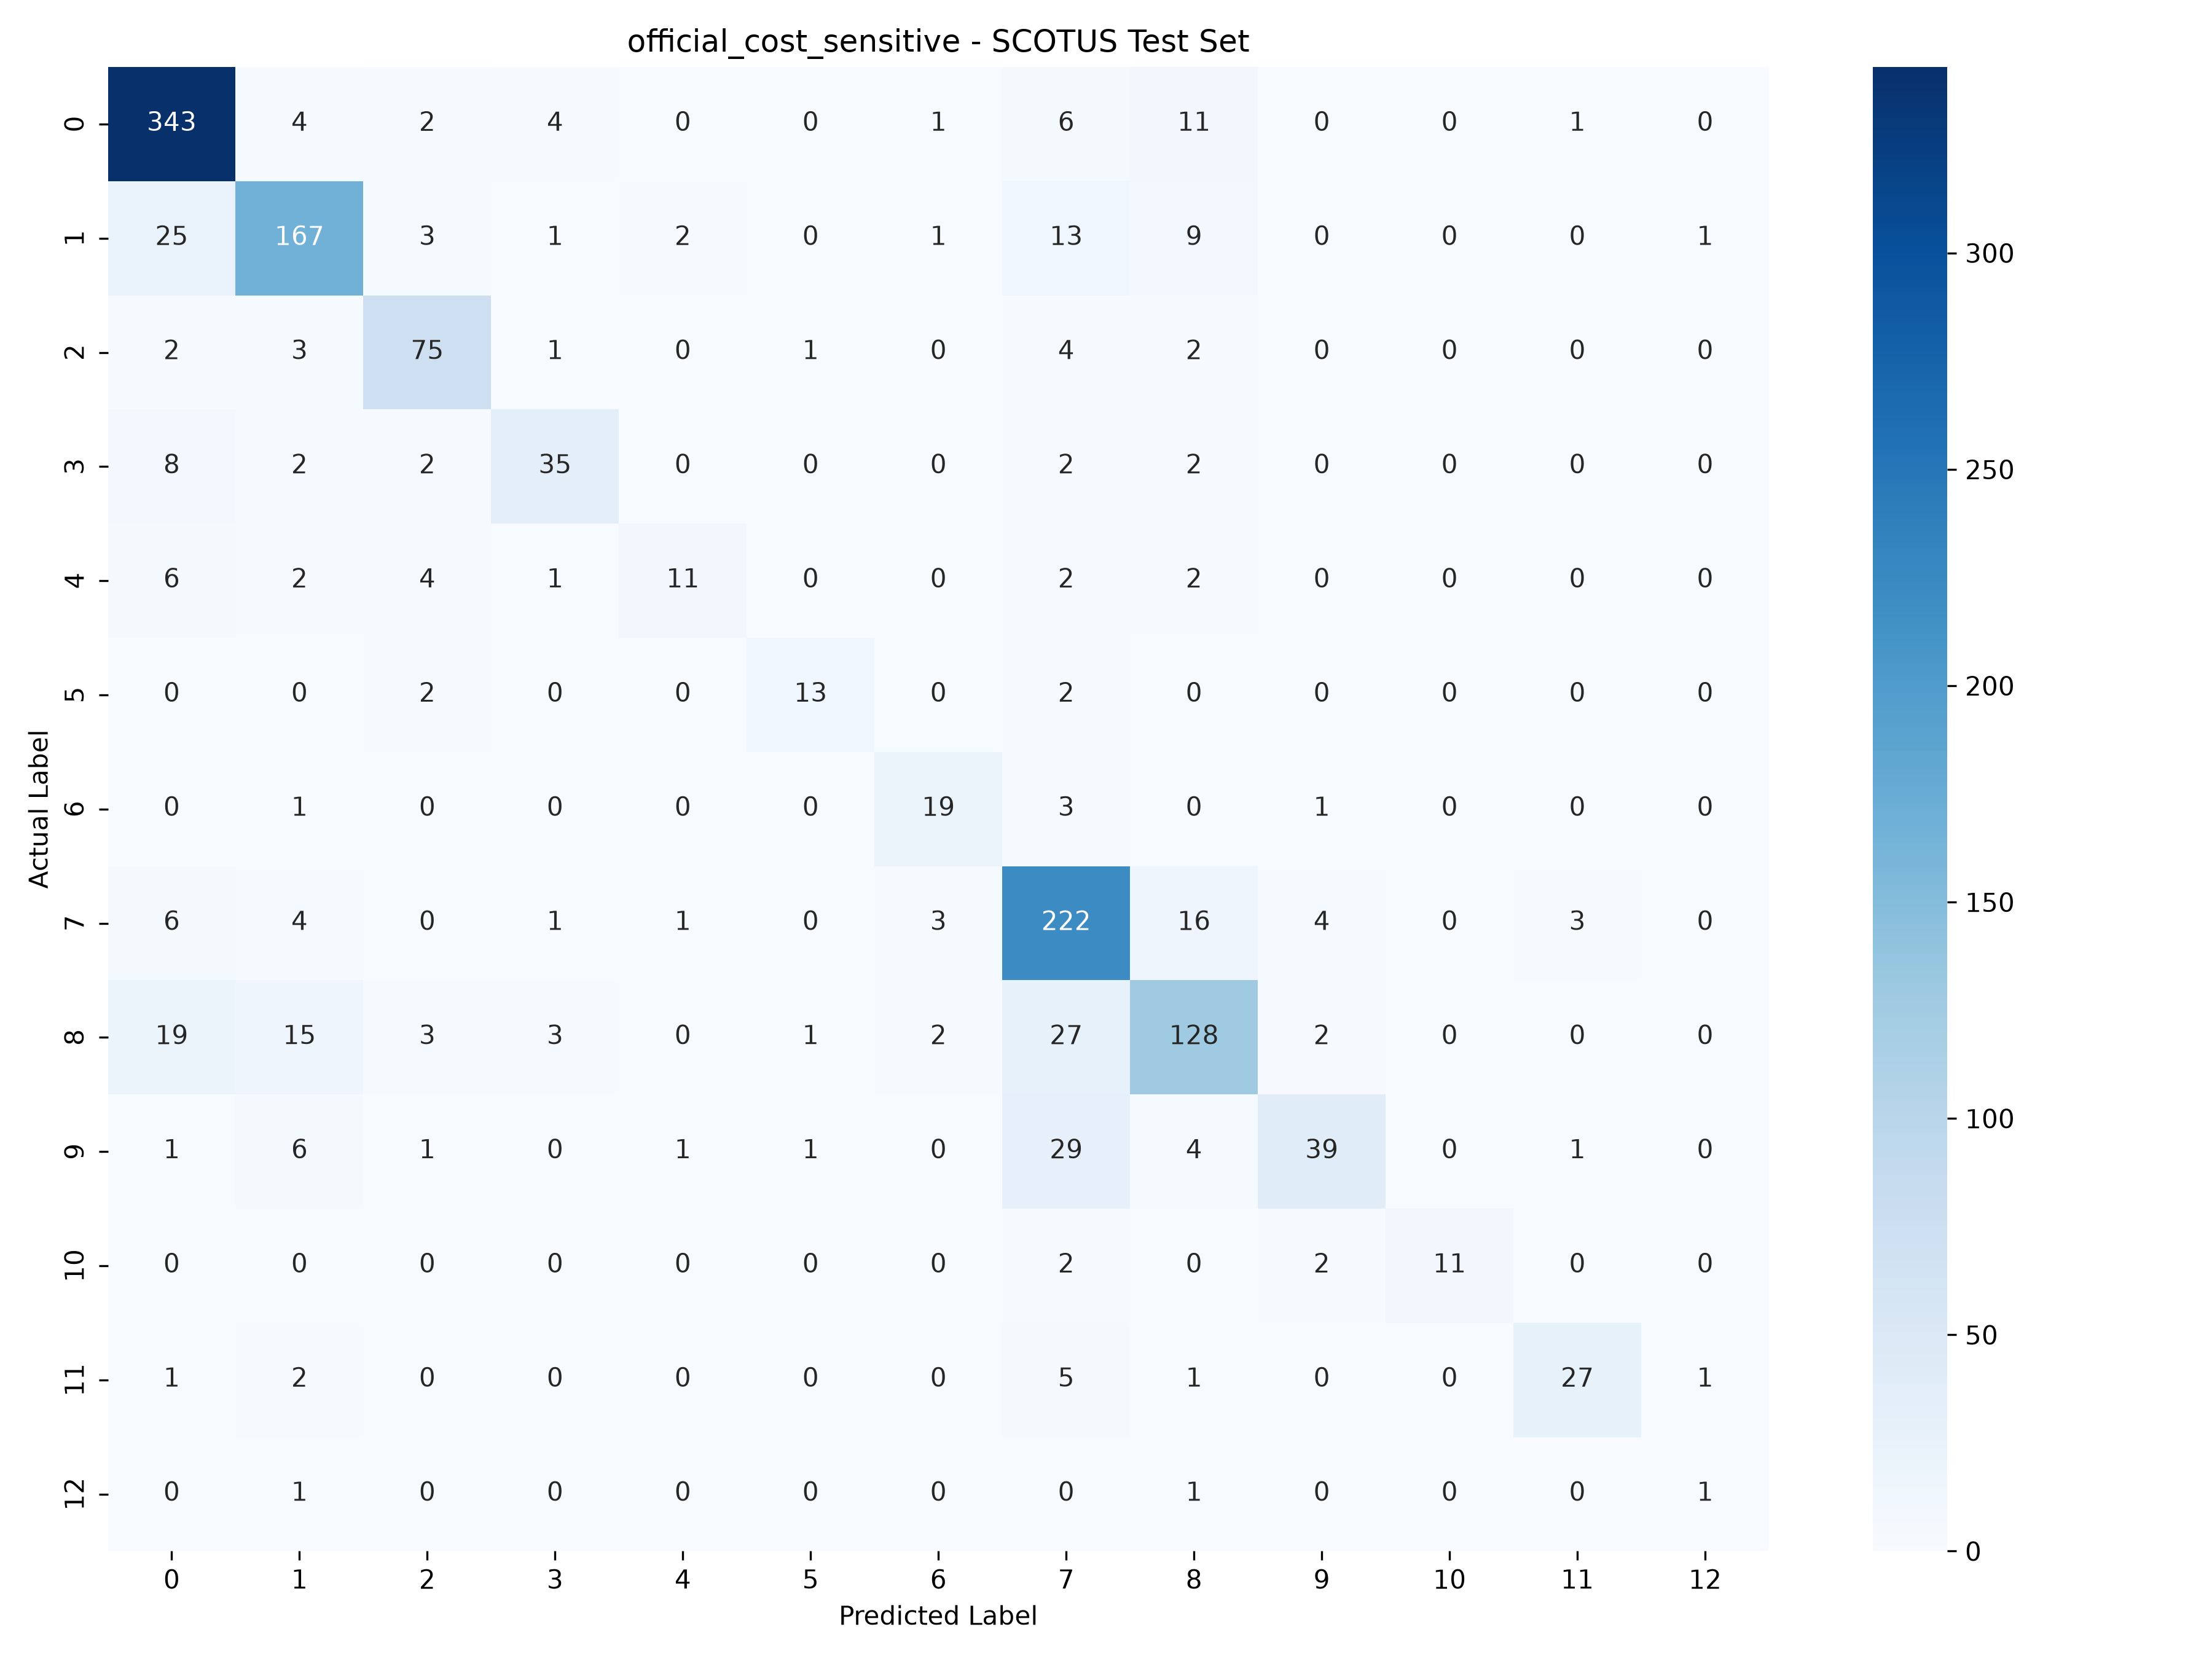 official_cost_sensitive - SCOTUS Test Set
0 343 4 2 4 0 0 1 6 11 0 0 1 0
1 25 167 3 1 2 0 1 13 9 0 0 0 1
2 2 3 75 1 0 1 0 4 2 0 0 0 0
3 8 2 2 35 0 0 0 2 2 0 0 0 0
4 6 2 4 1 11 0 0 2 2 0 0 0 0
5 0 0 2 0 0 13 0 2 0 0 0 0 0
6 0 1 0 0 0 0 19 3 0 1 0 0 0
7 6 4 0 1 1 0 3 222 16 4 0 3 0
8 19 15 3 3 0 1 2 27 128 2 0 0 0
9 1 6 1 0 1 1 0 29 4 39 0 1 0
10 0 0 0 0 0 0 0 2 0 2 11 0 0
11 1 2 0 0 0 0 0 5 1 0 0 27 1
12 0 1 0 0 0 0 0 0 1 0 0 0 1
0 1 2 3 4 5 6 7 8 9 10 11 12
Predicted Label
Actual Label
300
250
200
150
100
50
0